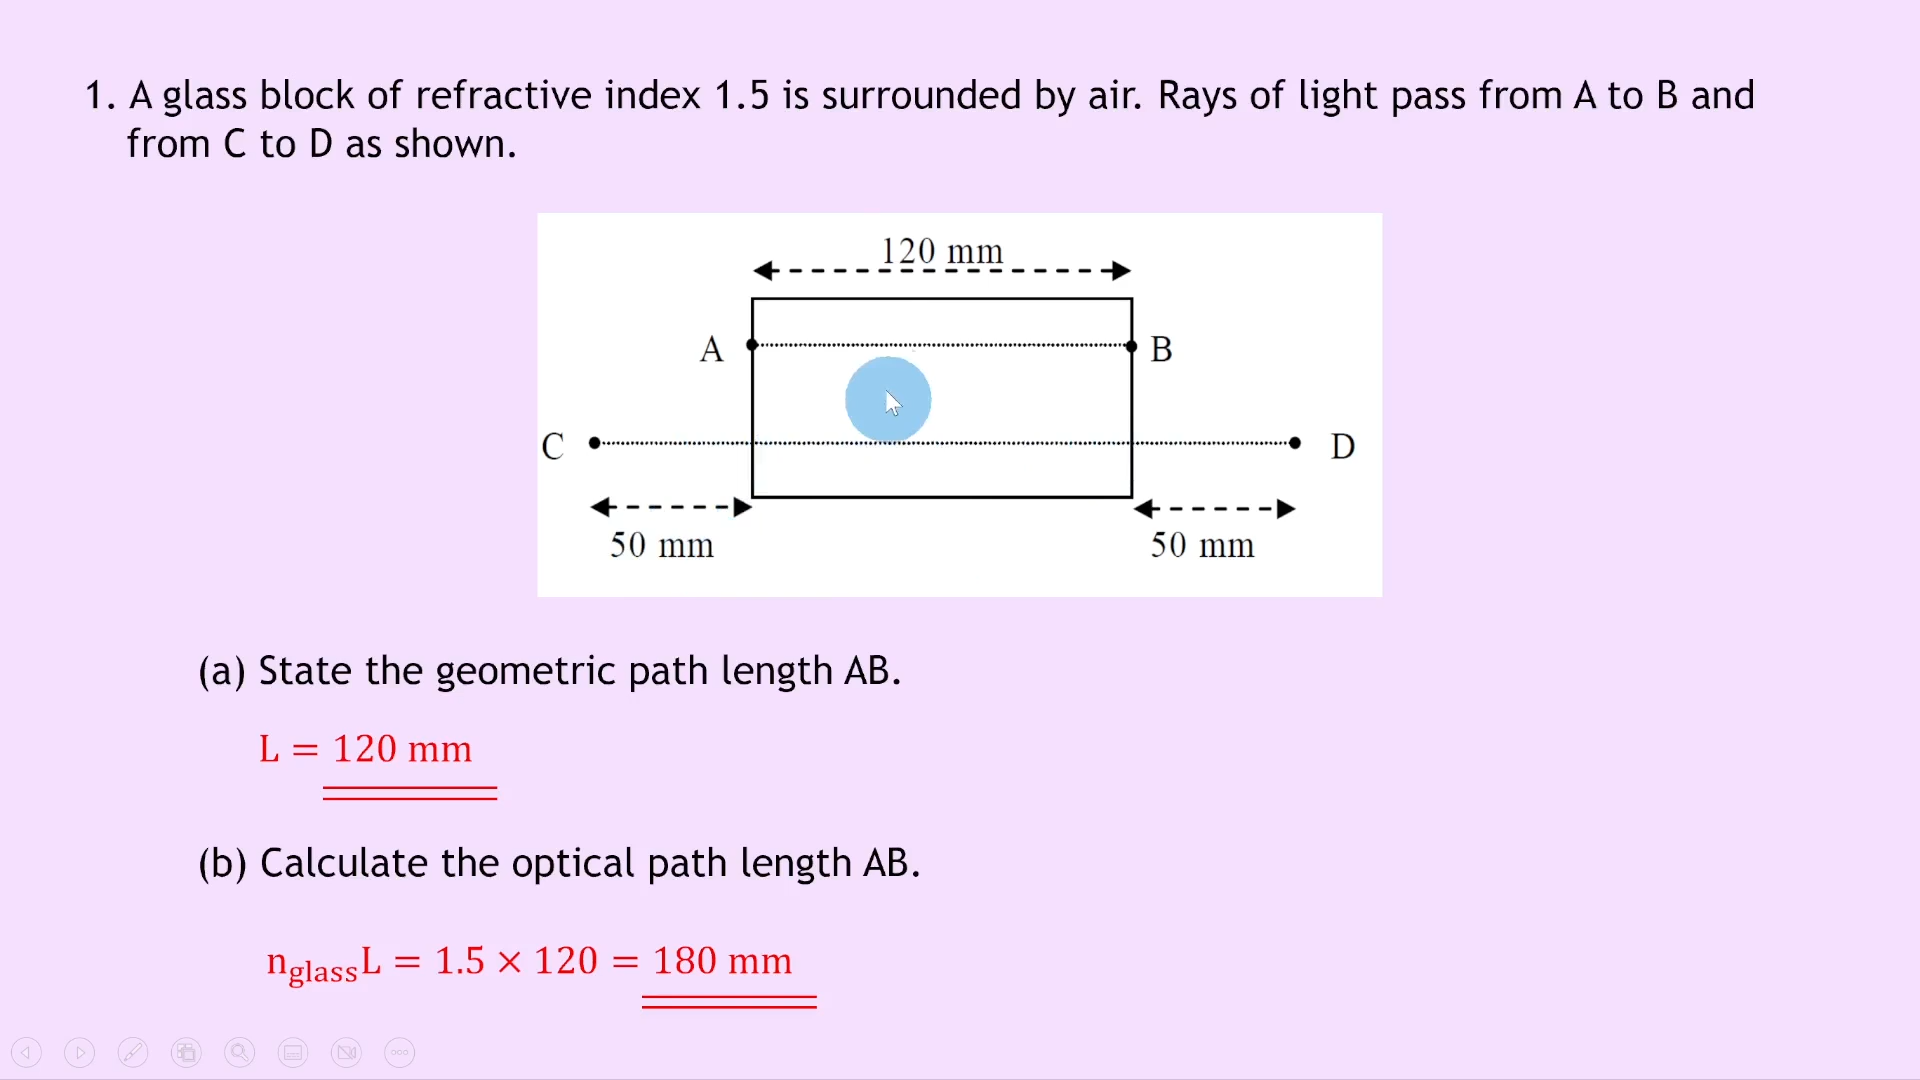 1. A glass block of refractive index 1.5 is surrounded by air. Rays of light pass from A to B and
from C to D as shown.
120 mm
A
B
C
D
50 mm
50 mm
(a) State the geometric path length AB.
L = 120 mm
(b) Calculate the optical path length AB.
n_glass L = 1.5 × 120 = 180 mm